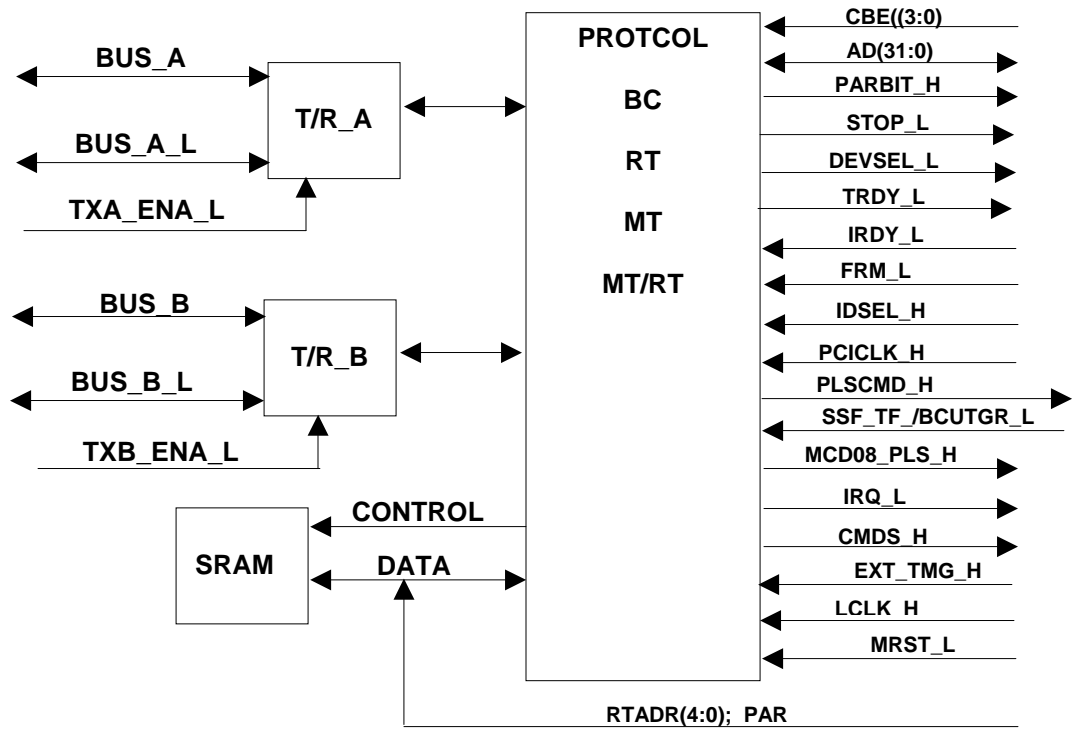 BUS_A
BUS_A_L
TXA_ENA_L
T/R_A
BUS_B
BUS_B_L
TXB_ENA_L
T/R_B
SRAM
CONTROL
DATA
PROTCOL
BC
RT
MT
MT/RT
CBE((3:0)
AD(31:0)
PARBIT_H
STOP_L
DEVSEL_L
TRDY_L
IRDY_L
FRM_L
IDSEL_H
PCICLK_H
PLSCMD_H
SSF_TF_/BCUTGR_L
MCD08_PLS_H
IRQ_L
CMDS_H
EXT_TMG_H
LCLK_H
MRST_L
RTADR(4:0); PAR